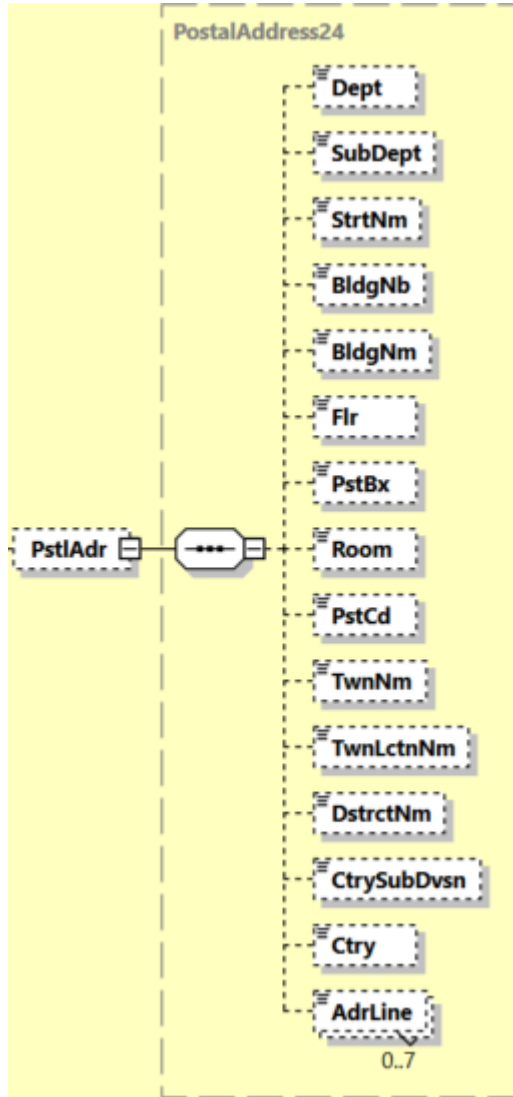 PostalAddress24
Dept
SubDept
StrtNm
BldgNb
BldgNm
Flr
PstBx
PstlAdr
Room
PstCd
TwnNm
TwnLctnNm
DstrctNm
CtrySubDvsn
Ctry
AdrLine
0..7